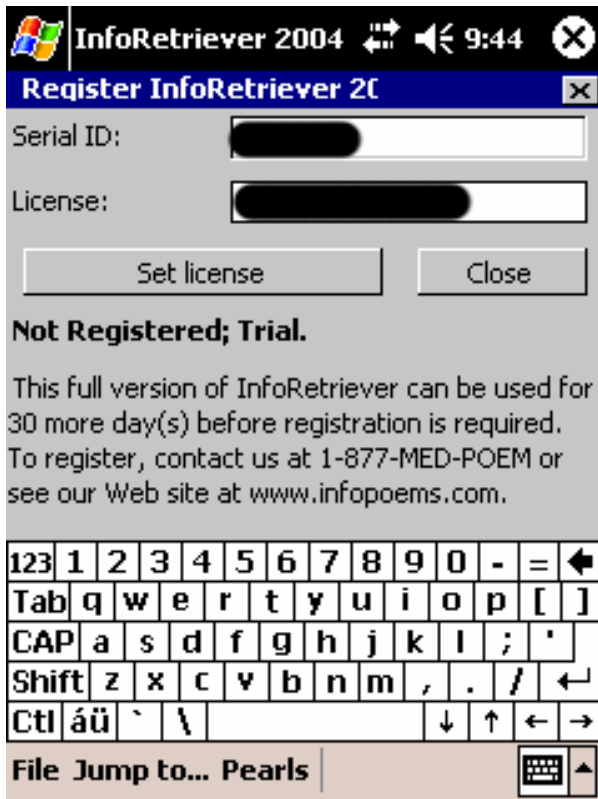 InfoRetriever 2004 9:44
Register InfoRetriever 20
Serial ID:
License:
Set license Close
Not Registered; Trial.
This full version of InfoRetriever can be used for
30 more day(s) before registration is required.
To register, contact us at 1-877-MED-POEM or
see our Web site at www.infopoems.com.
123 1 2 3 4 5 6 7 8 9 0 - =
Tab q w e r t y u i o p [ ]
CAP a s d f g h j k l ; '
Shift z x c v b n m , . /
Ctl áü ` \
File Jump to... Pearls